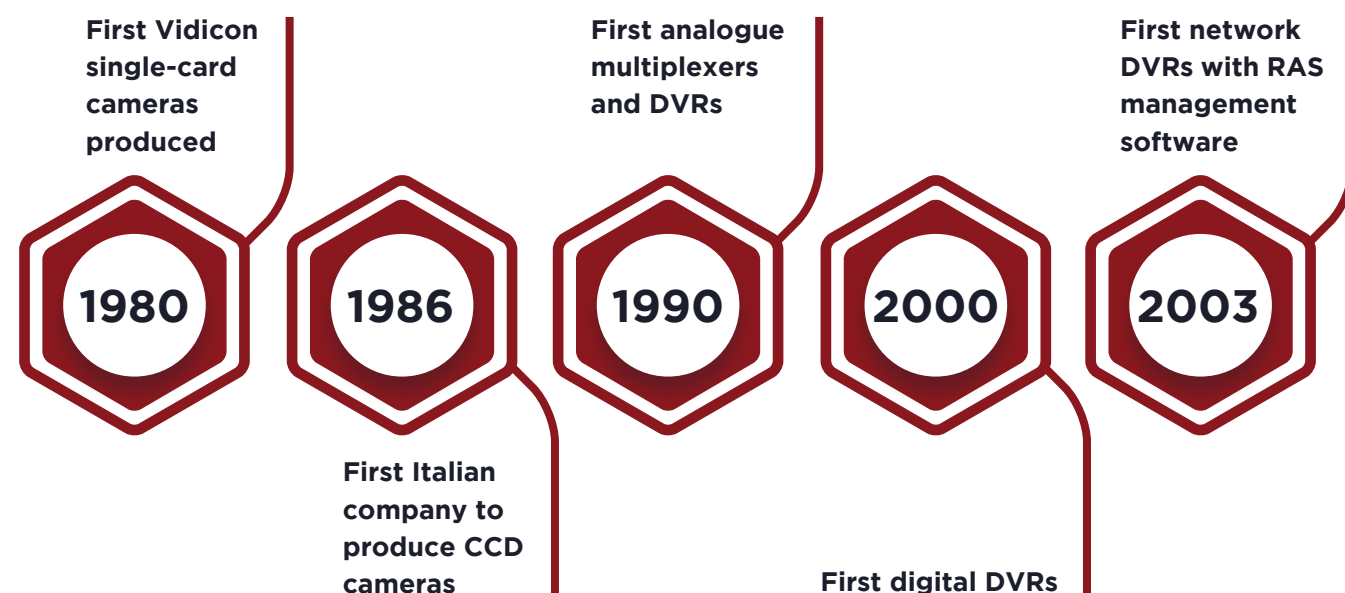 First Vidicon
single-card
cameras
produced
First analogue
multiplexers
and DVRs
First network
DVRs with RAS
management
software
1980
1986
1990
2000
2003
First Italian
company to
produce CCD
cameras
First digital DVRs